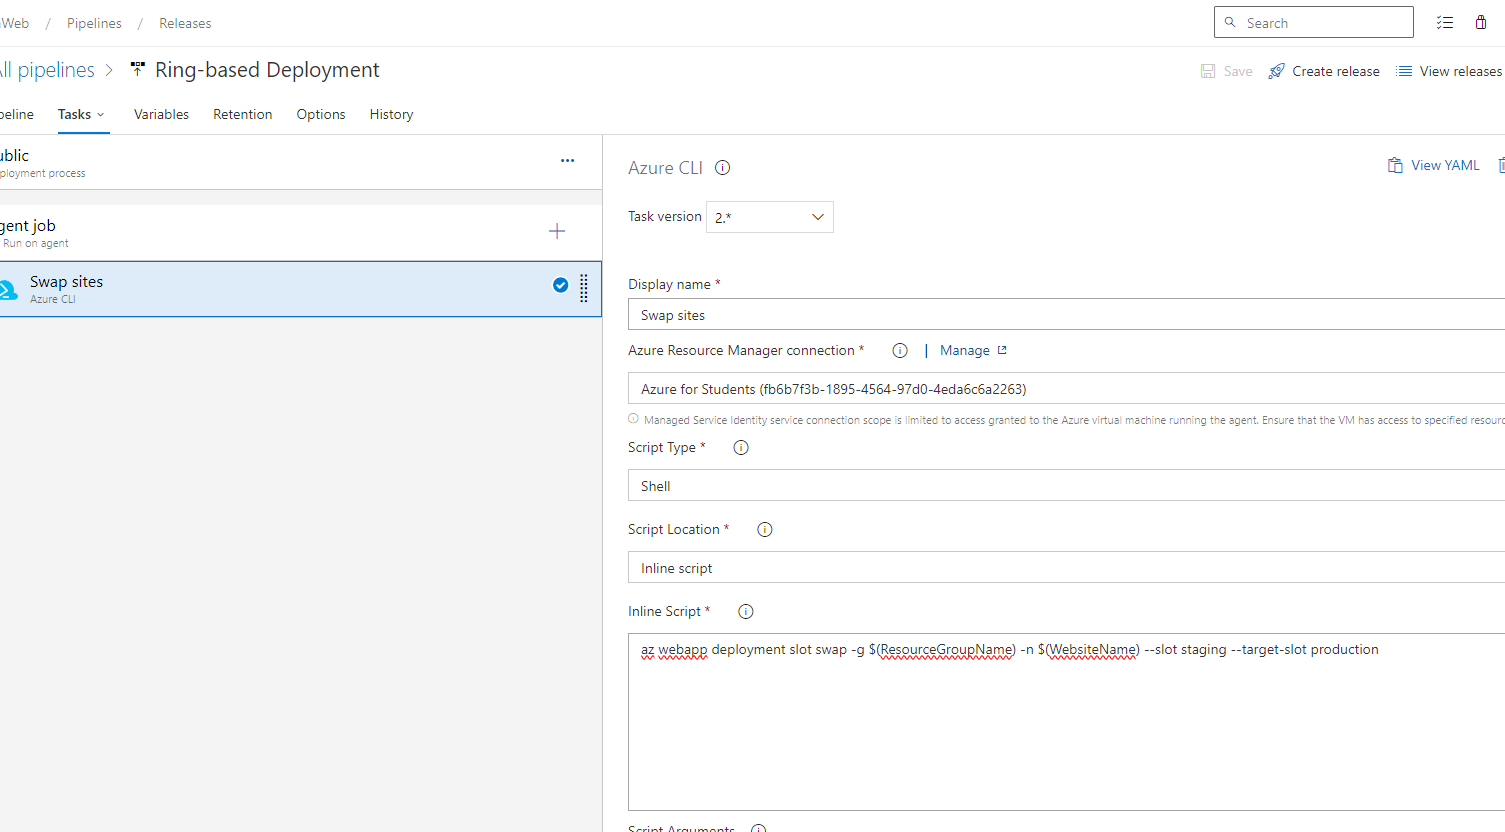 Web / Pipelines / Releases
Search
ll pipelines > Ring-based Deployment
Save Create release View releases
peline Tasks Variables Retention Options History
ublic
ployment process
gent job
Run on agent
Swap sites
Azure CLI
Azure CLI
View YAML
Task version 2.*
Display name *
Swap sites
Azure Resource Manager connection * | Manage
Azure for Students (fb6b7f3b-1895-4564-97d0-4eda6c6a2263)
Managed Service Identity service connection scope is limited to access granted to the Azure virtual machine running the agent. Ensure that the VM has access to specified resourc
Script Type *
Shell
Script Location *
Inline script
Inline Script *
az webapp deployment slot swap -g $(ResourceGroupName) -n $(WebsiteName) --slot staging --target-slot production
Script Arguments